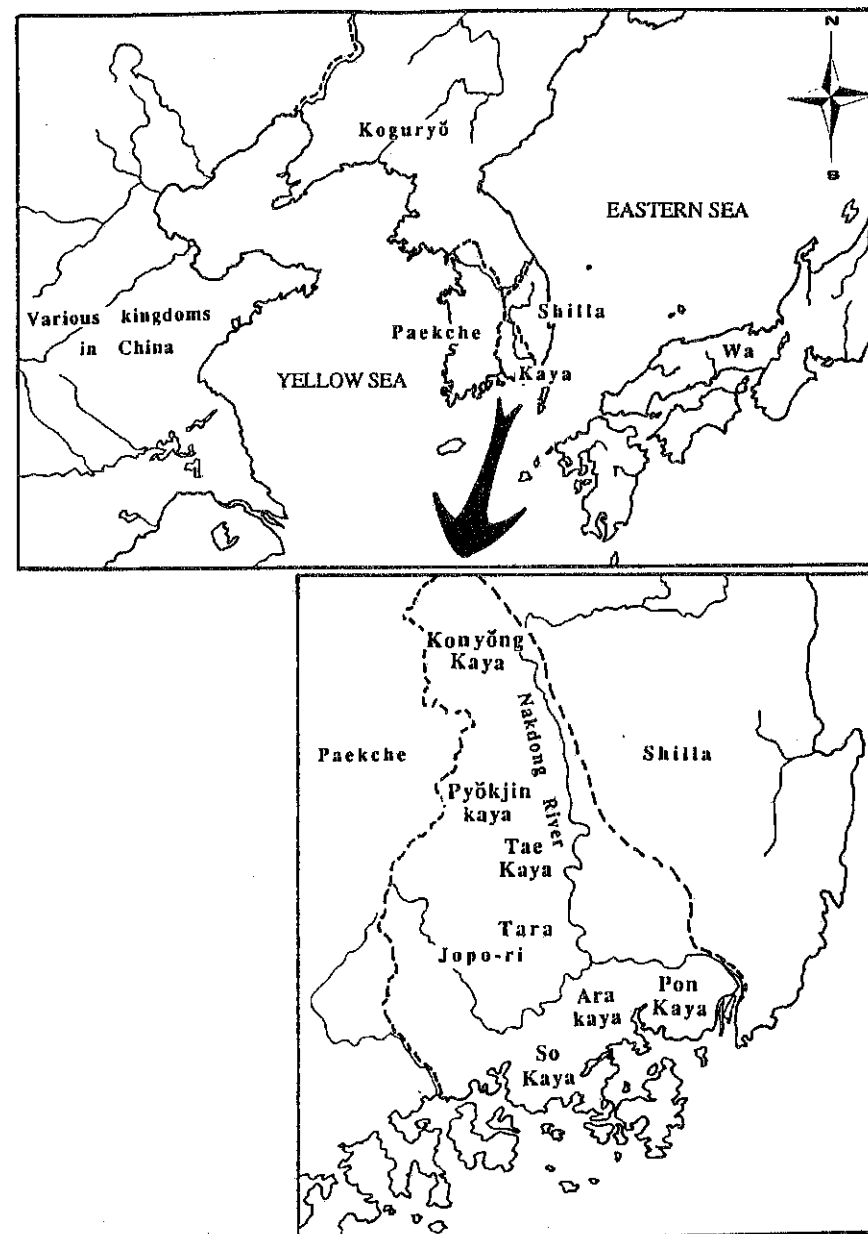 N
Koguryŏ
S
EASTERN SEA
Various kingdoms
in China
Paekche
Shilla
Wa
YELLOW SEA
Kaya
Konyŏng
Kaya
Nakdong River
Paekche
Shilla
Pyŏkjin
kaya
Tae
Kaya
Tara
Jopo-ri
Pon
Kaya
Ara
kaya
So
Kaya